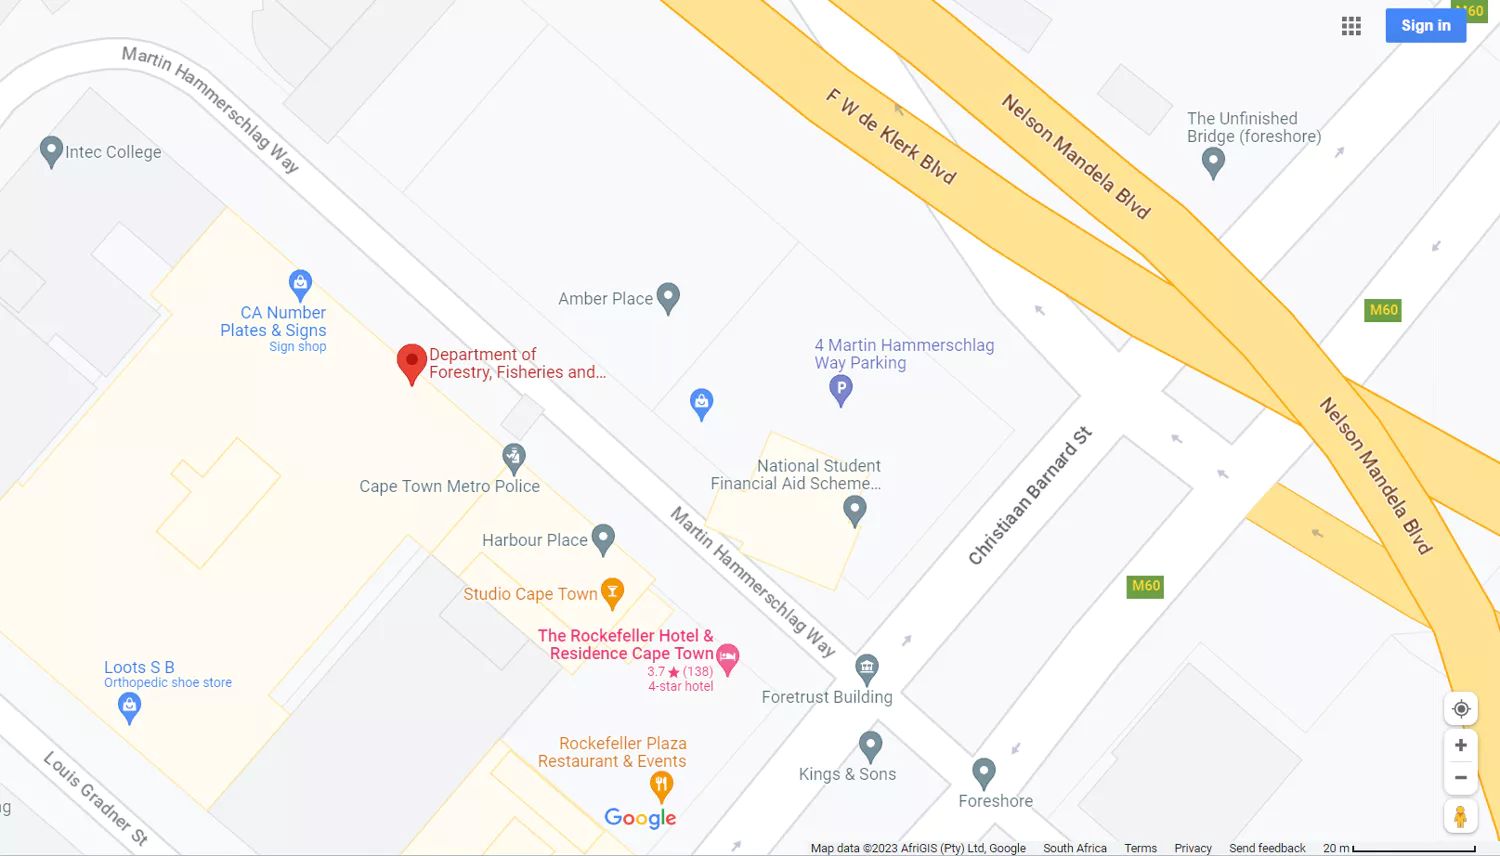 M60
Sign in
Martin Hammerschlag Way
F W de Klerk Blvd
Nelson Mandela Blvd
The Unfinished
Bridge (foreshore)
Intec College
CA Number
Plates & Signs
Sign shop
Amber Place
M60
4 Martin Hammerschlag
Way Parking
P
Department of
Forestry, Fisheries and...
Nelson Mandela Blvd
Christiaan Barnard St
National Student
Financial Aid Scheme...
Cape Town Metro Police
Martin Hammerschlag Way
Harbour Place
M60
Studio Cape Town
The Rockefeller Hotel &
Residence Cape Town
3.7 ★ (138)
4-star hotel
Loots S B
Orthopedic shoe store
Foretrust Building
Rockefeller Plaza
Restaurant & Events
Kings & Sons
Foreshore
Louis Gradner St
Google
Map data ©2023 AfriGIS (Pty) Ltd, Google South Africa Terms Privacy Send feedback 20 m